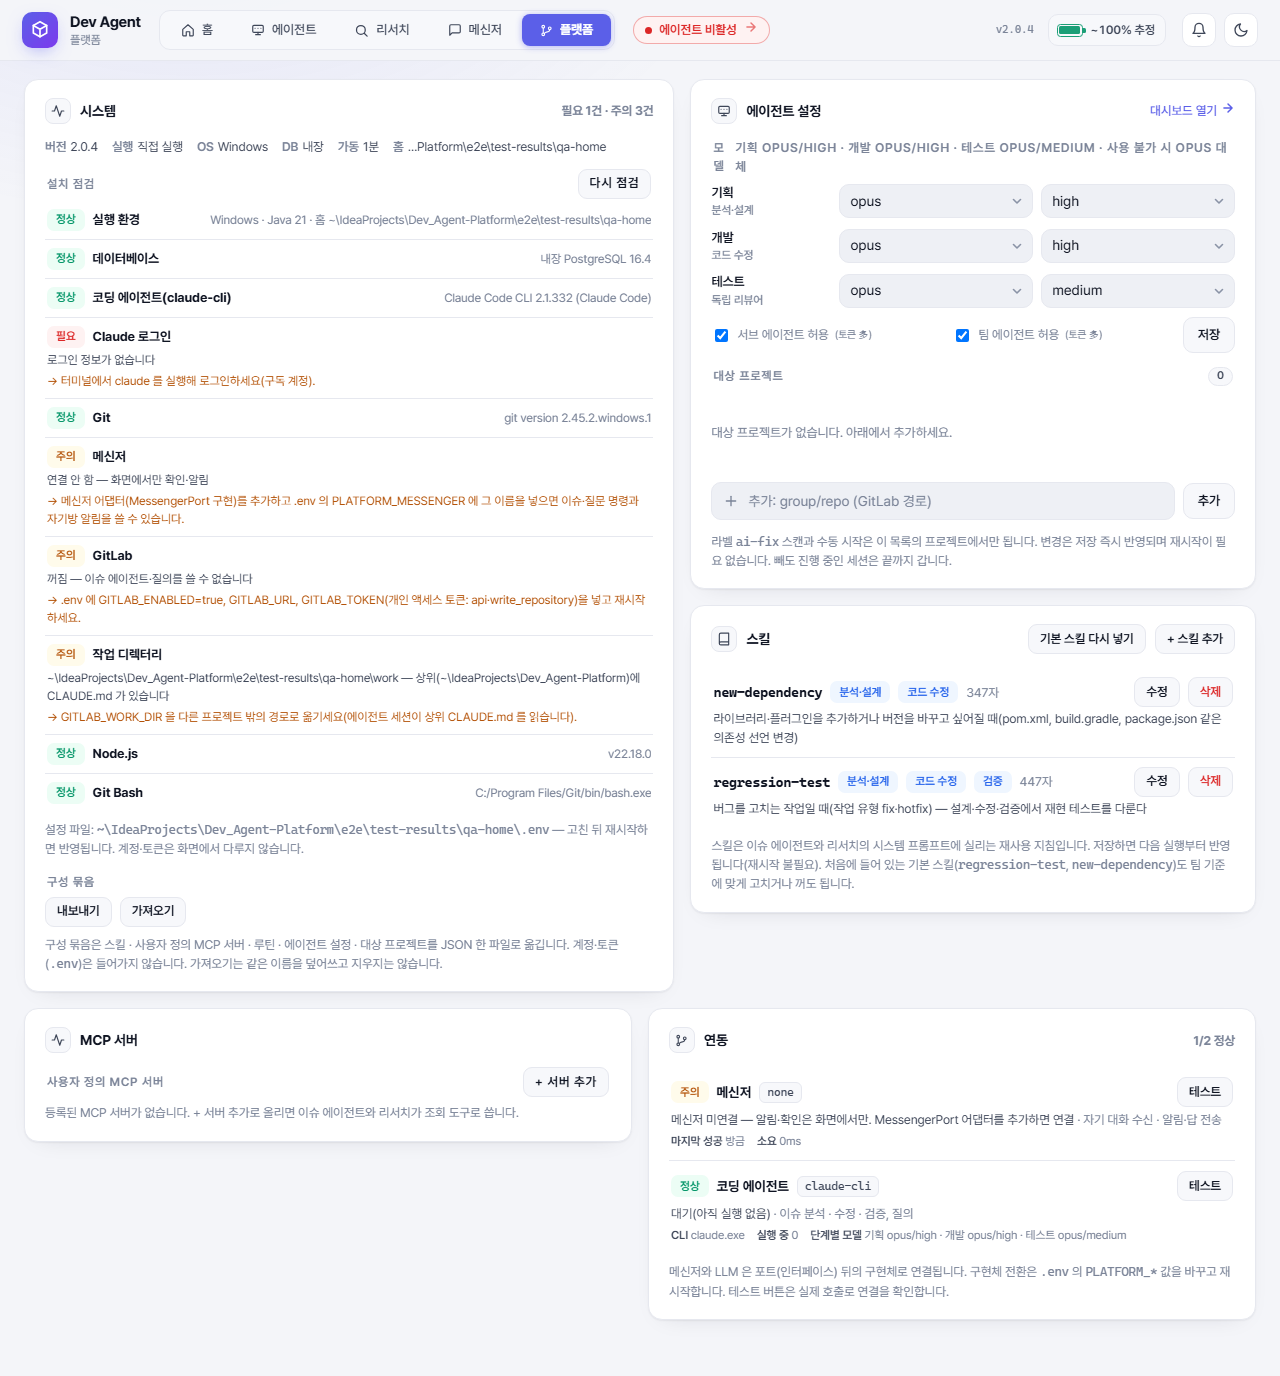 Dev Agent
플랫폼
홈
에이전트
리서치
메신저
플랫폼
에이전트 비활성 →
v2.0.4
~100% 추정
시스템
필요 1건 · 주의 3건
버전 2.0.4 실행 직접 실행 OS Windows DB 내장 가동 1분 홈 ...Platform\e2e\test-results\qa-home
설치 점검
다시 점검
정상 실행 환경 Windows · Java 21 · 홈 ~\IdeaProjects\Dev_Agent-Platform\e2e\test-results\qa-home
정상 데이터베이스 내장 PostgreSQL 16.4
정상 코딩 에이전트(claude-cli) Claude Code CLI 2.1.332 (Claude Code)
필요 Claude 로그인
로그인 정보가 없습니다
→ 터미널에서 claude 를 실행해 로그인하세요(구독 계정).
정상 Git git version 2.45.2.windows.1
주의 메신저
연결 안 함 — 화면에서만 확인·알림
→ 메신저 어댑터(MessengerPort 구현)를 추가하고 .env 의 PLATFORM_MESSENGER 에 그 이름을 넣으면 이슈·질문 명령과
자기방 알림을 쓸 수 있습니다.
주의 GitLab
꺼짐 — 이슈 에이전트·질의를 쓸 수 없습니다
→ .env 에 GITLAB_ENABLED=true, GITLAB_URL, GITLAB_TOKEN(개인 액세스 토큰: api·write_repository)을 넣고 재시작
하세요.
주의 작업 디렉터리
~\IdeaProjects\Dev_Agent-Platform\e2e\test-results\qa-home\work — 상위(~\IdeaProjects\Dev_Agent-Platform)에
CLAUDE.md 가 있습니다
→ GITLAB_WORK_DIR 을 다른 프로젝트 밖의 경로로 옮기세요(에이전트 세션이 상위 CLAUDE.md 를 읽습니다).
정상 Node.js v22.18.0
정상 Git Bash C:/Program Files/Git/bin/bash.exe
설정 파일: ~\IdeaProjects\Dev_Agent-Platform\e2e\test-results\qa-home\.env — 고친 뒤 재시작하
면 반영됩니다. 계정·토큰은 화면에서 다루지 않습니다.
구성 묶음
내보내기 가져오기
구성 묶음은 스킬 · 사용자 정의 MCP 서버 · 루틴 · 에이전트 설정 · 대상 프로젝트를 JSON 한 파일로 옮깁니다. 계정·토큰
(.env)은 들어가지 않습니다. 가져오기는 같은 이름을 덮어쓰고 지우지는 않습니다.
에이전트 설정
대시보드 열기 →
모
델
기획 OPUS/HIGH · 개발 OPUS/HIGH · 테스트 OPUS/MEDIUM · 사용 불가 시 OPUS 대
체
기획
분석·설계
opus high
개발
코드 수정
opus high
테스트
독립 리뷰어
opus medium
서브 에이전트 허용 (토큰 多)
팀 에이전트 허용 (토큰 多)
저장
대상 프로젝트 0
대상 프로젝트가 없습니다. 아래에서 추가하세요.
+ 추가: group/repo (GitLab 경로)
추가
라벨 ai-fix 스캔과 수동 시작은 이 목록의 프로젝트에서만 됩니다. 변경은 저장 즉시 반영되며 재시작이 필
요 없습니다. 빼도 진행 중인 세션은 끝까지 갑니다.
스킬
기본 스킬 다시 넣기
+ 스킬 추가
new-dependency 분석·설계 코드 수정 347자 수정 삭제
라이브러리·플러그인을 추가하거나 버전을 바꾸고 싶어질 때(pom.xml, build.gradle, package.json 같은
의존성 선언 변경)
regression-test 분석·설계 코드 수정 검증 447자 수정 삭제
버그를 고치는 작업일 때(작업 유형 fix·hotfix) — 설계·수정·검증에서 재현 테스트를 다룬다
스킬은 이슈 에이전트와 리서치의 시스템 프롬프트에 실리는 재사용 지침입니다. 저장하면 다음 실행부터 반영
됩니다(재시작 불필요). 처음에 들어 있는 기본 스킬(regression-test, new-dependency)도 팀 기준
에 맞게 고치거나 꺼도 됩니다.
MCP 서버
사용자 정의 MCP 서버
+ 서버 추가
등록된 MCP 서버가 없습니다. + 서버 추가로 올리면 이슈 에이전트와 리서치가 조회 도구로 씁니다.
연동
1/2 정상
주의 메신저 none 테스트
메신저 미연결 — 알림·확인은 화면에서만. MessengerPort 어댑터를 추가하면 연결 · 자기 대화 수신 · 알림·답 전송
마지막 성공 방금 소요 0ms
정상 코딩 에이전트 claude-cli 테스트
대기(아직 실행 없음) · 이슈 분석 · 수정 · 검증, 질의
CLI claude.exe 실행 중 0 단계별 모델 기획 opus/high · 개발 opus/high · 테스트 opus/medium
메신저와 LLM 은 포트(인터페이스) 뒤의 구현체로 연결됩니다. 구현체 전환은 .env 의 PLATFORM_* 값을 바꾸고 재
시작합니다. 테스트 버튼은 실제 호출로 연결을 확인합니다.